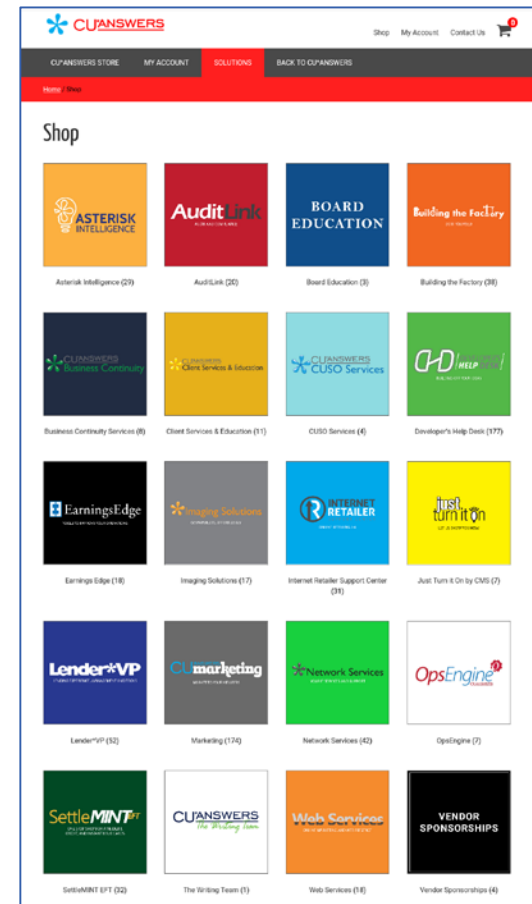 CU*ANSWERS
Shop My Account Contact Us 0
CU*ANSWERS STORE MY ACCOUNT SOLUTIONS BACK TO CU*ANSWERS
Home / Shop
Shop
ASTERISK
INTELLIGENCE
AuditLink
BOARD
EDUCATION
Building the Factory
Asterisk Intelligence (29) AuditLink (20) Board Education (3) Building the Factory (38)
CU*ANSWERS
Business Continuity
CU*ANSWERS
Client Services & Education
CU*ANSWERS
CUSO Services
HELP DESK!
Business Continuity Services (8) Client Services & Education (11) CUSO Services (4) Developer's Help Desk (177)
EarningsEdge
Imaging Solutions
INTERNET
RETAILER
just
turn it on
Earnings Edge (18) Imaging Solutions (17) Internet Retailer Support Center
(31) Just Turn it On by CMS (7)
Lender*VP
marketing
Network Services
OpsEngine
Lender*VP (52) Marketing (174) Network Services (42) OpsEngine (7)
SettleMINT EFT
CU*ANSWERS
The Writing Team
Web Services
VENDOR
SPONSORSHIPS
SettleMINT EFT (32) The Writing Team (1) Web Services (18) Vendor Sponsorships (4)